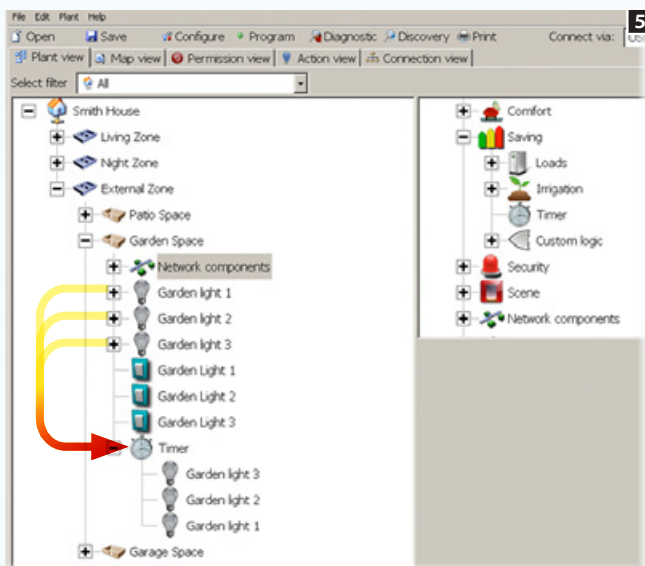 File Edit Plant Help
5
Open Save Configure Program Diagnostic Discovery Print Connect via:
Plant view Map view Permission view Action view Connection view
Select filter All
Smith House
Living Zone
Night Zone
External Zone
Patio Space
Garden Space
Network components
Garden light 1
Garden light 2
Garden light 3
Garden Light 1
Garden Light 2
Garden Light 3
Timer
Garden light 3
Garden light 2
Garden light 1
Garage Space
Comfort
Saving
Loads
Irrigation
Timer
Custom logic
Security
Scene
Network components